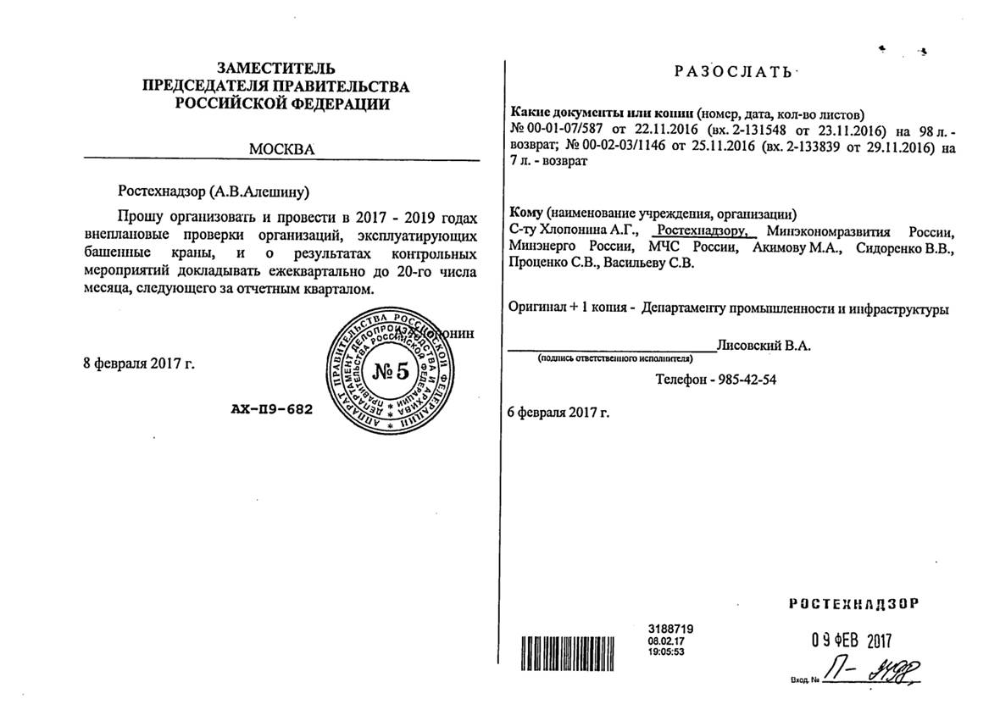 ЗАМЕСТИТЕЛЬ
ПРЕДСЕДАТЕЛЯ ПРАВИТЕЛЬСТВА
РОССИЙСКОЙ ФЕДЕРАЦИИ
МОСКВА
Ростехнадзор (А.В.Алешину)
Прошу организовать и провести в 2017 - 2019 годах
внеплановые проверки организаций, эксплуатирующих
башенные краны, и о результатах контрольных
мероприятий докладывать ежеквартально до 20-го числа
месяца, следующего за отчетным кварталом.
8 февраля 2017 г.
АХ-П9-682
АППАРАТ ПРАВИТЕЛЬСТВА РОССИЙСКОЙ ФЕДЕРАЦИИ
ДЕПАРТАМЕНТ ДЕЛОПРОИЗВОДСТВА И АРХИВА
ПРАВИТЕЛЬСТВА РОССИЙСКОЙ ФЕДЕРАЦИИ
№ 5
РАЗОСЛАТЬ
Какие документы или копии (номер, дата, кол-во листов)
№ 00-01-07/587 от 22.11.2016 (вх. 2-131548 от 23.11.2016) на 98 л. -
возврат; № 00-02-03/1146 от 25.11.2016 (вх. 2-133839 от 29.11.2016) на
7 л. - возврат
Кому (наименование учреждения, организации)
С-ту Хлопонина А.Г., Ростехнадзору, Минэкономразвития России,
Минэнерго России, МЧС России, Акимову М.А., Сидоренко В.В.,
Проценко С.В., Васильеву С.В.
Оригинал + 1 копия - Департаменту промышленности и инфраструктуры
Лисовский В.А.
(подпись ответственного исполнителя)
Телефон - 985-42-54
6 февраля 2017 г.
3188719
08.02.17
19:05:53
РОСТЕХНАДЗОР
09 ФЕВ 2017
Вход. № П-